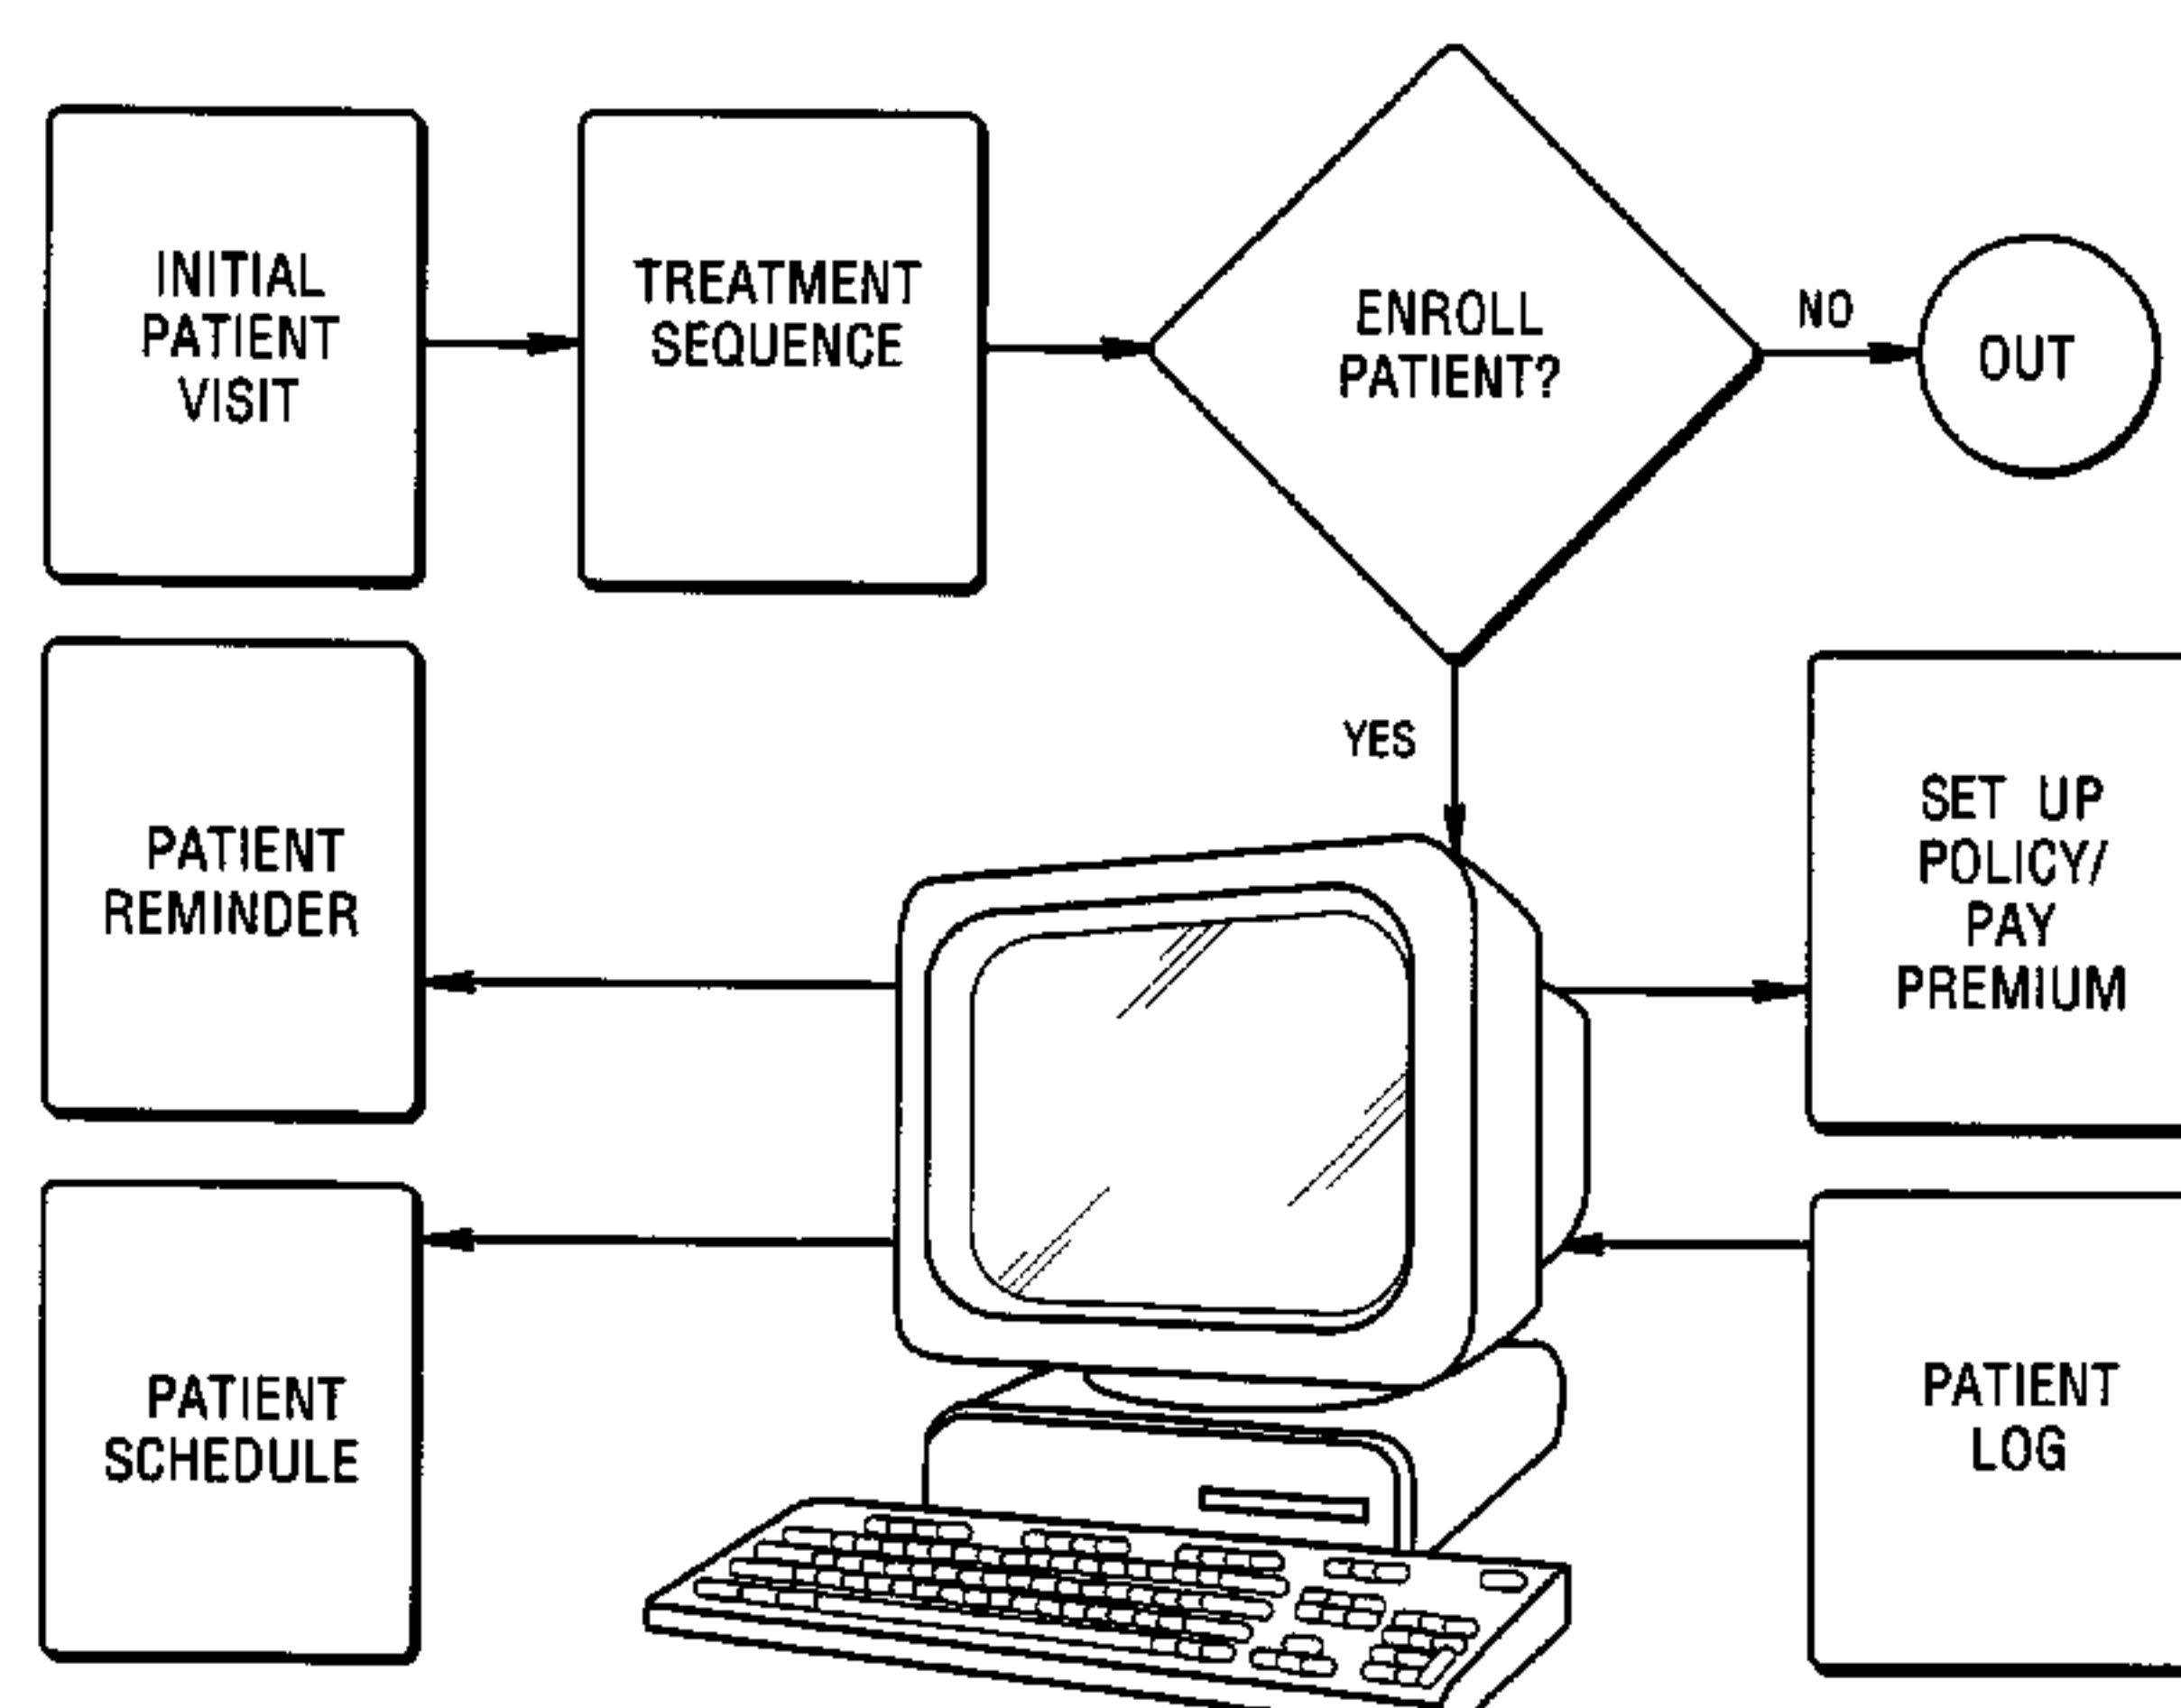 INITIAL
PATIENT
VISIT
TREATMENT
SEQUENCE
ENROLL
PATIENT?
NO
OUT
YES
PATIENT
REMINDER
SET UP
POLICY/
PAY
PREMIUM
PATIENT
SCHEDULE
PATIENT
LOG